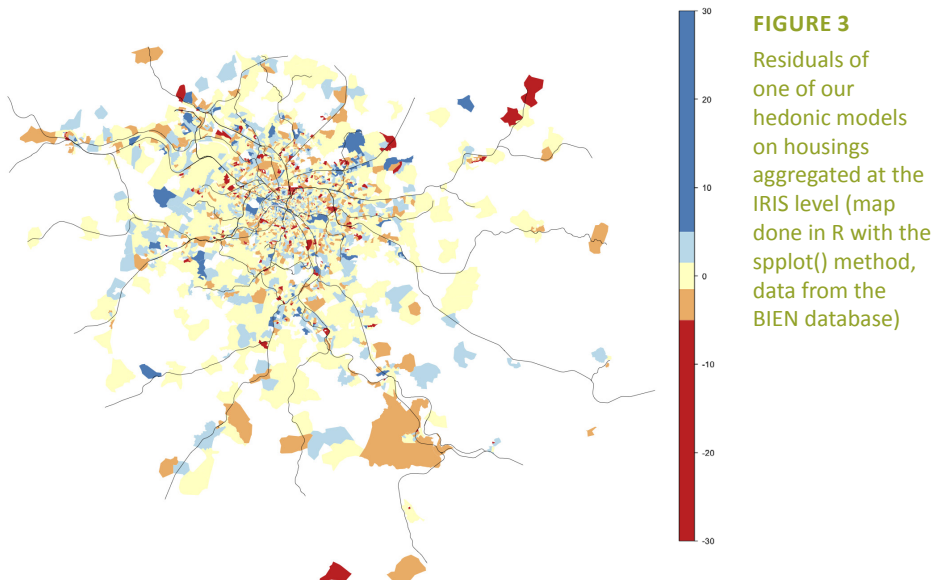 30
20
10
0
-10
-20
-30
FIGURE 3
Residuals of
one of our
hedonic models
on housings
aggregated at the
IRIS level (map
done in R with the
spplot() method,
data from the
BIEN database)